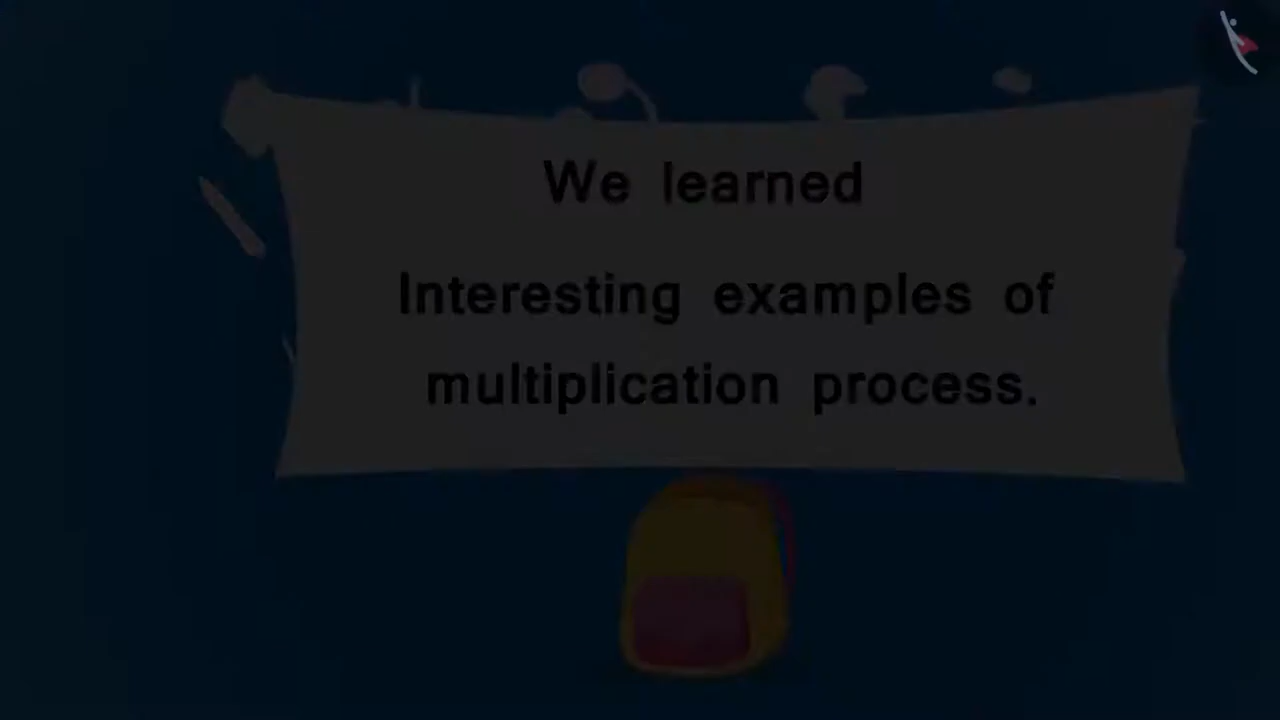 We learned
Interesting examples of
multiplication process.